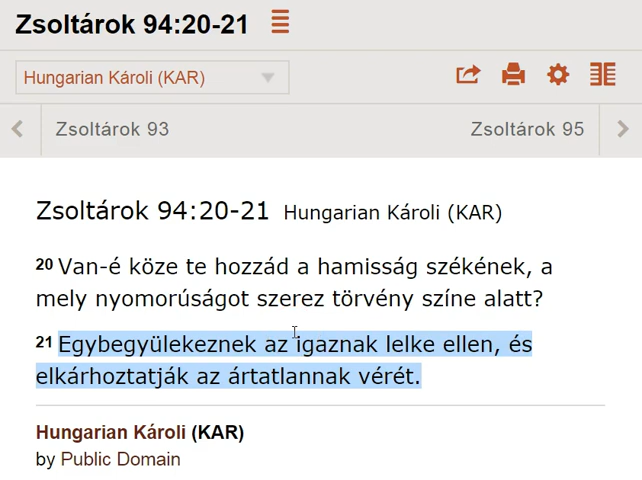 Zsoltárok 94:20-21
Hungarian Károli (KAR)
Zsoltárok 93
Zsoltárok 95
Zsoltárok 94:20-21 Hungarian Károli (KAR)
20 Van-é köze te hozzád a hamisság székének, a
mely nyomorúságot szerez törvény színe alatt?
21 Egybegyülekeznek az igaznak lelke ellen, és
elkárhoztatják az ártatlannak vérét.
Hungarian Károli (KAR)
by Public Domain